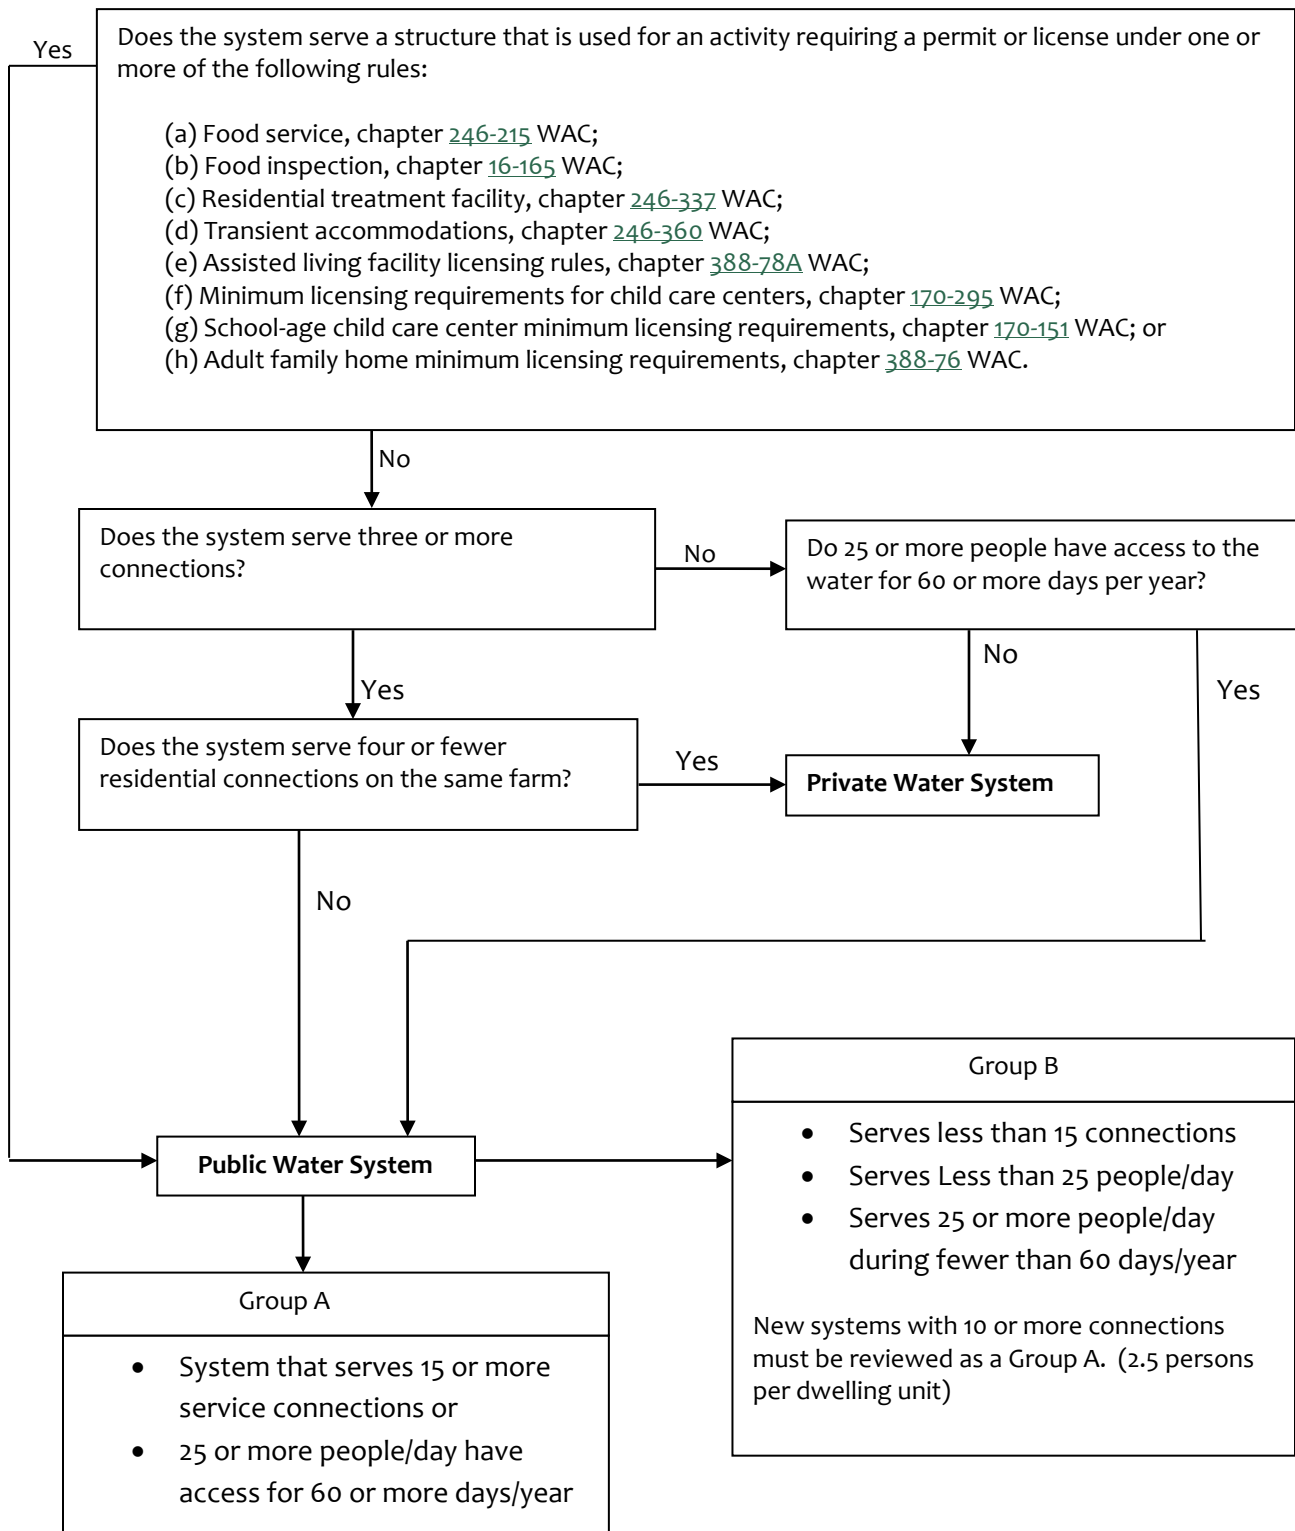 Yes
Does the system serve a structure that is used for an activity requiring a permit or license under one or
more of the following rules:
(a) Food service, chapter 246-215 WAC;
(b) Food inspection, chapter 16-165 WAC;
(c) Residential treatment facility, chapter 246-337 WAC;
(d) Transient accommodations, chapter 246-360 WAC;
(e) Assisted living facility licensing rules, chapter 388-78A WAC;
(f) Minimum licensing requirements for child care centers, chapter 170-295 WAC;
(g) School-age child care center minimum licensing requirements, chapter 170-151 WAC; or
(h) Adult family home minimum licensing requirements, chapter 388-76 WAC.
No
Does the system serve three or more
connections?
No
Do 25 or more people have access to the
water for 60 or more days per year?
Yes
No
Yes
Does the system serve four or fewer
residential connections on the same farm?
Yes
Private Water System
No
Public Water System
Group B
• Serves less than 15 connections
• Serves Less than 25 people/day
• Serves 25 or more people/day
during fewer than 60 days/year
New systems with 10 or more connections
must be reviewed as a Group A. (2.5 persons
per dwelling unit)
Group A
• System that serves 15 or more
service connections or
• 25 or more people/day have
access for 60 or more days/year